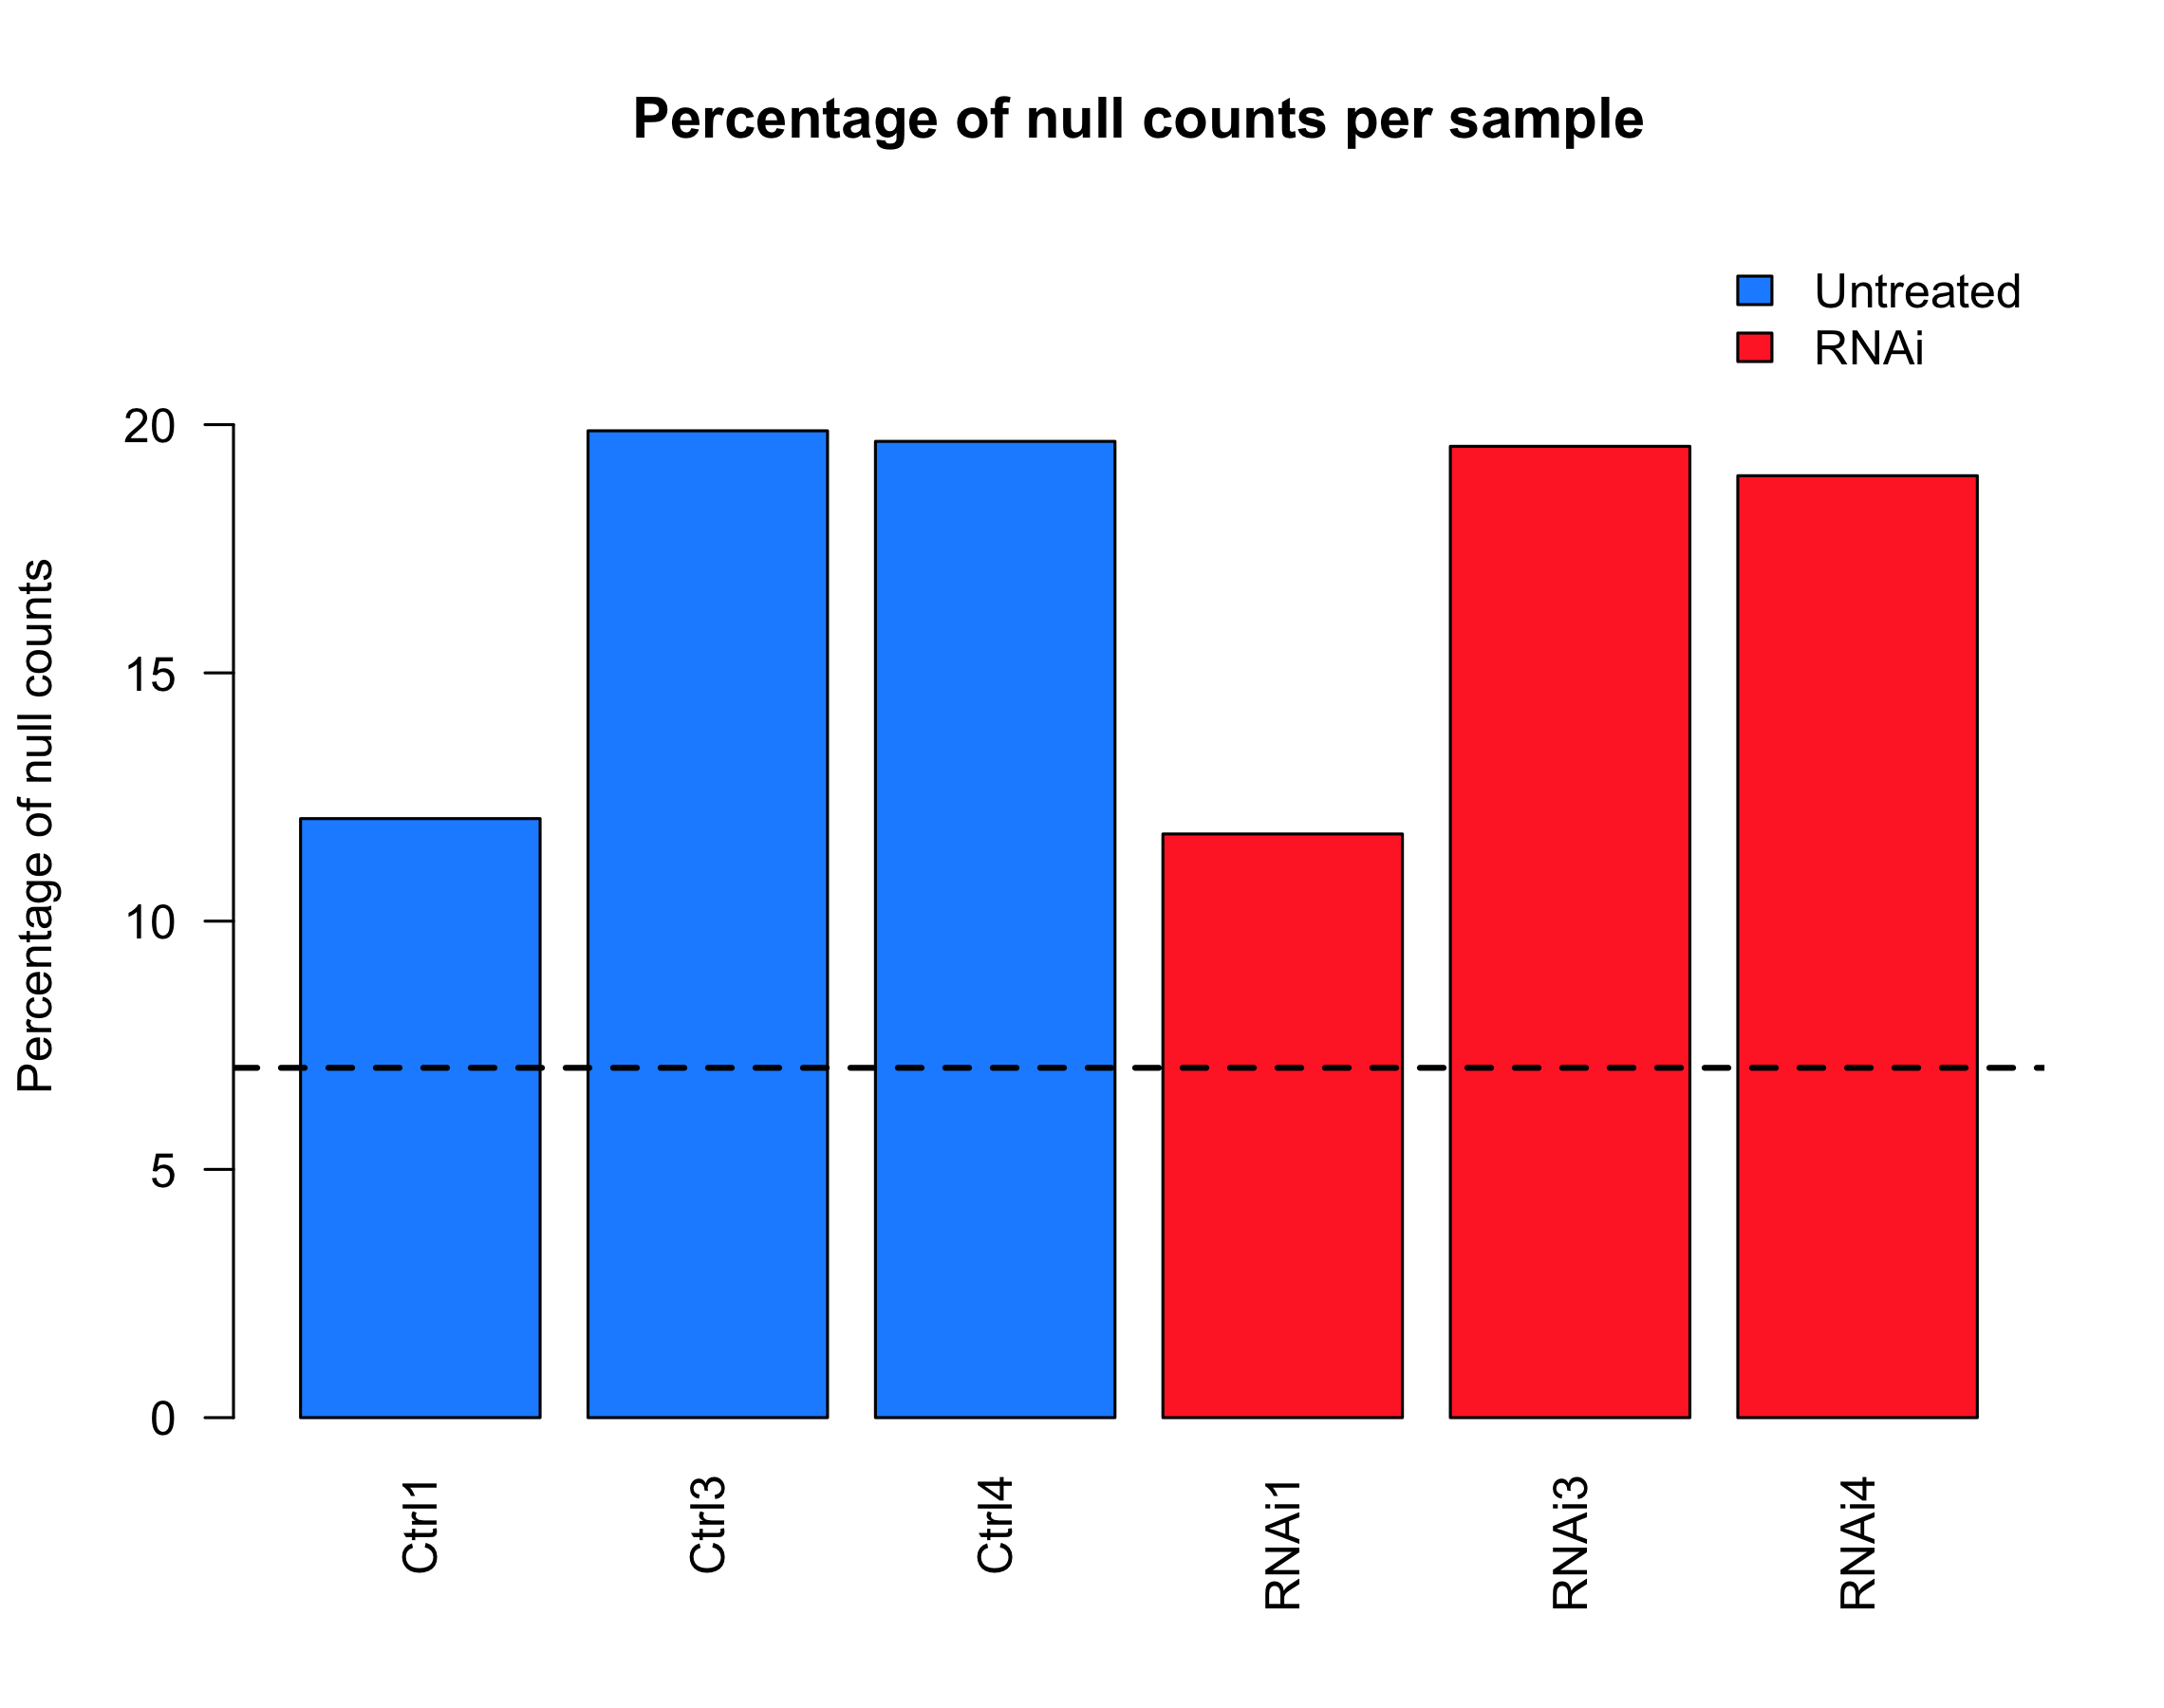 Percentage of null counts per sample
Untreated
RNAi
Percentage of null counts
20
15
10
5
0
Ctrl1
Ctrl3
Ctrl4
RNAi1
RNAi3
RNAi4